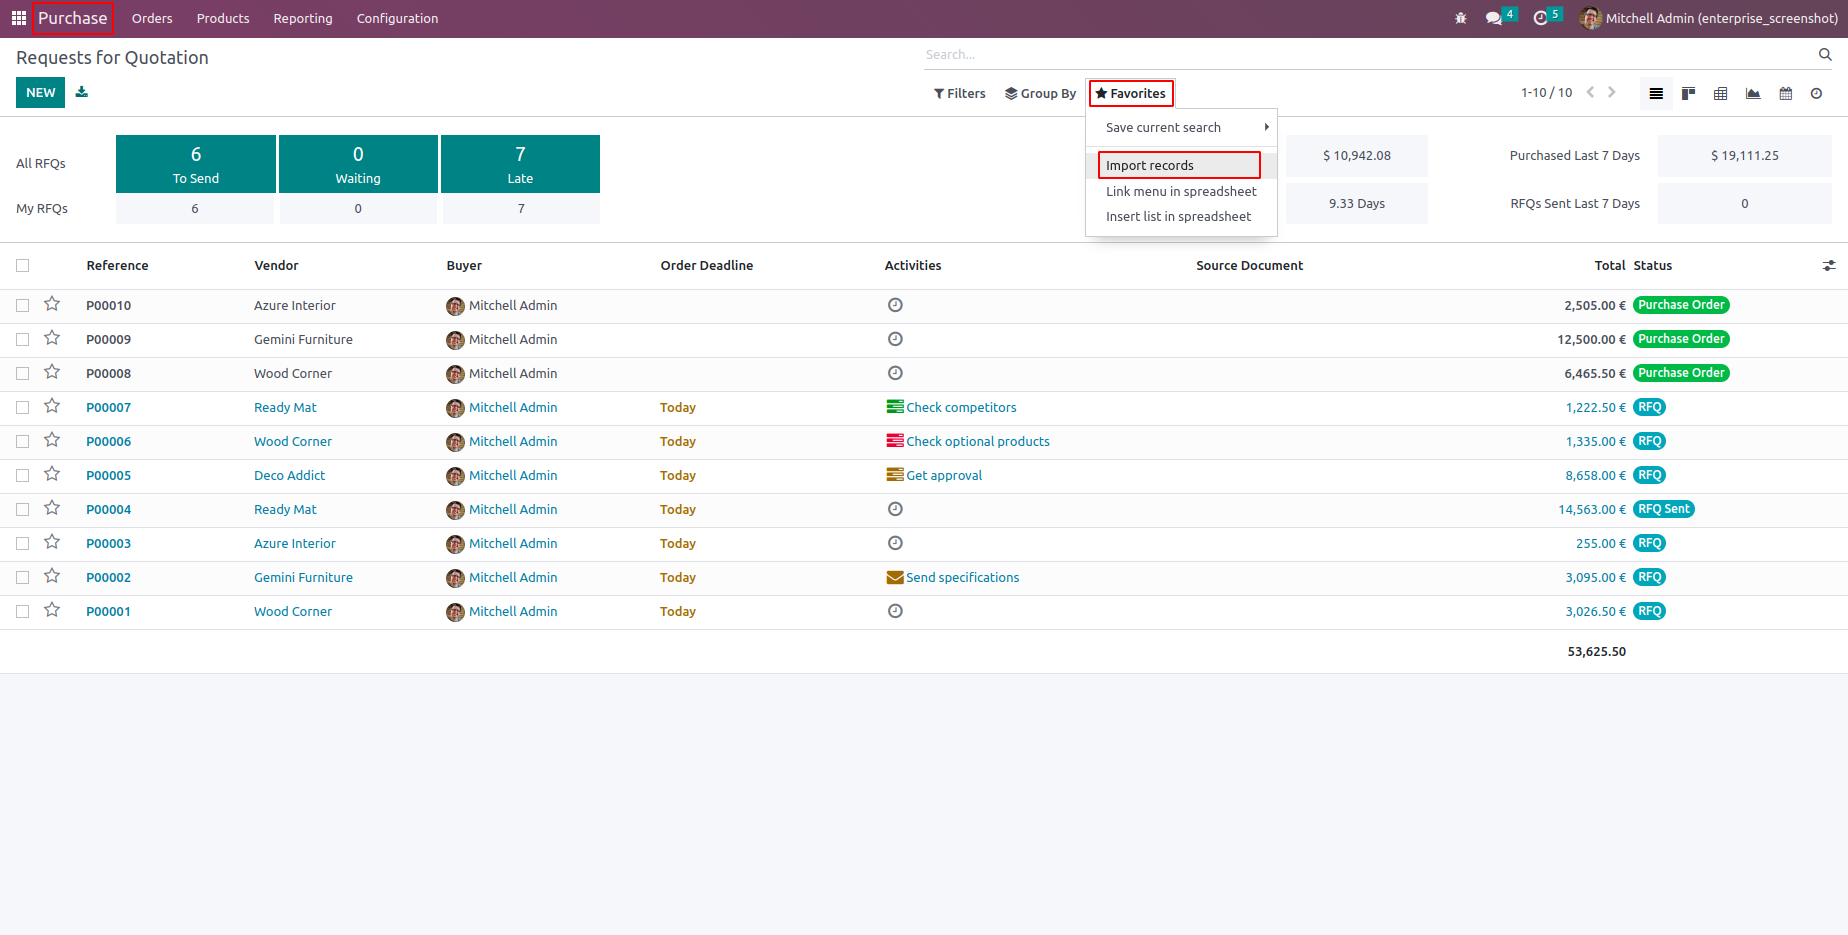 Purchase Orders Products Reporting Configuration 4 5 Mitchell Admin (enterprise_screenshot)
Requests for Quotation Search...
NEW Filters Group By Favorites 1-10 / 10
Save current search
Import records
Link menu in spreadsheet
Insert list in spreadsheet
All RFQs 6 To Send 0 Waiting 7 Late $ 10,942.08 Purchased Last 7 Days $ 19,111.25
My RFQs 6 0 7 9.33 Days RFQs Sent Last 7 Days 0
Reference Vendor Buyer Order Deadline Activities Source Document Total Status
P00010 Azure Interior Mitchell Admin 2,505.00 € Purchase Order
P00009 Gemini Furniture Mitchell Admin 12,500.00 € Purchase Order
P00008 Wood Corner Mitchell Admin 6,465.50 € Purchase Order
P00007 Ready Mat Mitchell Admin Today Check competitors 1,222.50 € RFQ
P00006 Wood Corner Mitchell Admin Today Check optional products 1,335.00 € RFQ
P00005 Deco Addict Mitchell Admin Today Get approval 8,658.00 € RFQ
P00004 Ready Mat Mitchell Admin Today 14,563.00 € RFQ Sent
P00003 Azure Interior Mitchell Admin Today 255.00 € RFQ
P00002 Gemini Furniture Mitchell Admin Today Send specifications 3,095.00 € RFQ
P00001 Wood Corner Mitchell Admin Today 3,026.50 € RFQ
53,625.50